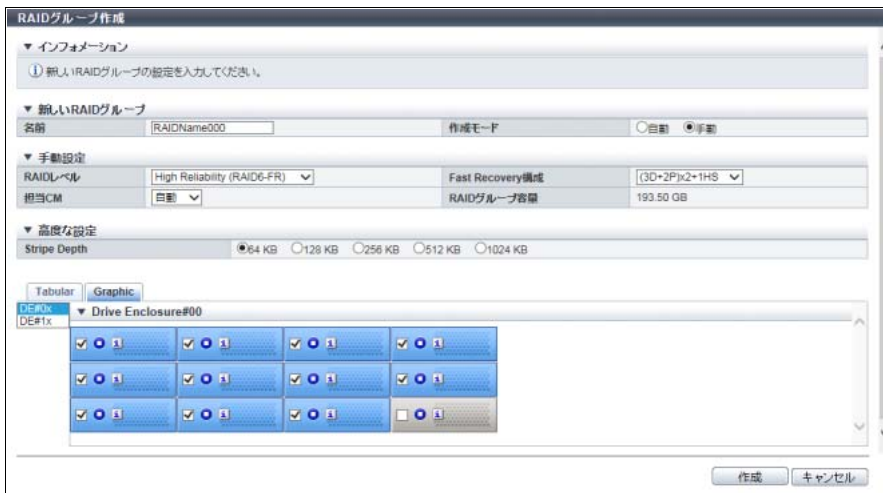 RAIDグループ作成
▼ インフォメーション
i 新しいRAIDグループの設定を入力してください。
▼ 新しいRAIDグループ
名前 RAIDName000 作成モード 自動 手動
▼ 手動設定
RAIDレベル High Reliability (RAID6-FR) Fast Recovery構成 (3D+2P)x2+1HS
担当CM 自動 RAIDグループ容量 193.50 GB
▼ 高度な設定
Stripe Depth 64 KB 128 KB 256 KB 512 KB 1024 KB
Tabular Graphic
DE#0x ▼ Drive Enclosure#00
DE#1x
i i i i
i i i i
i i i i
作成 キャンセル